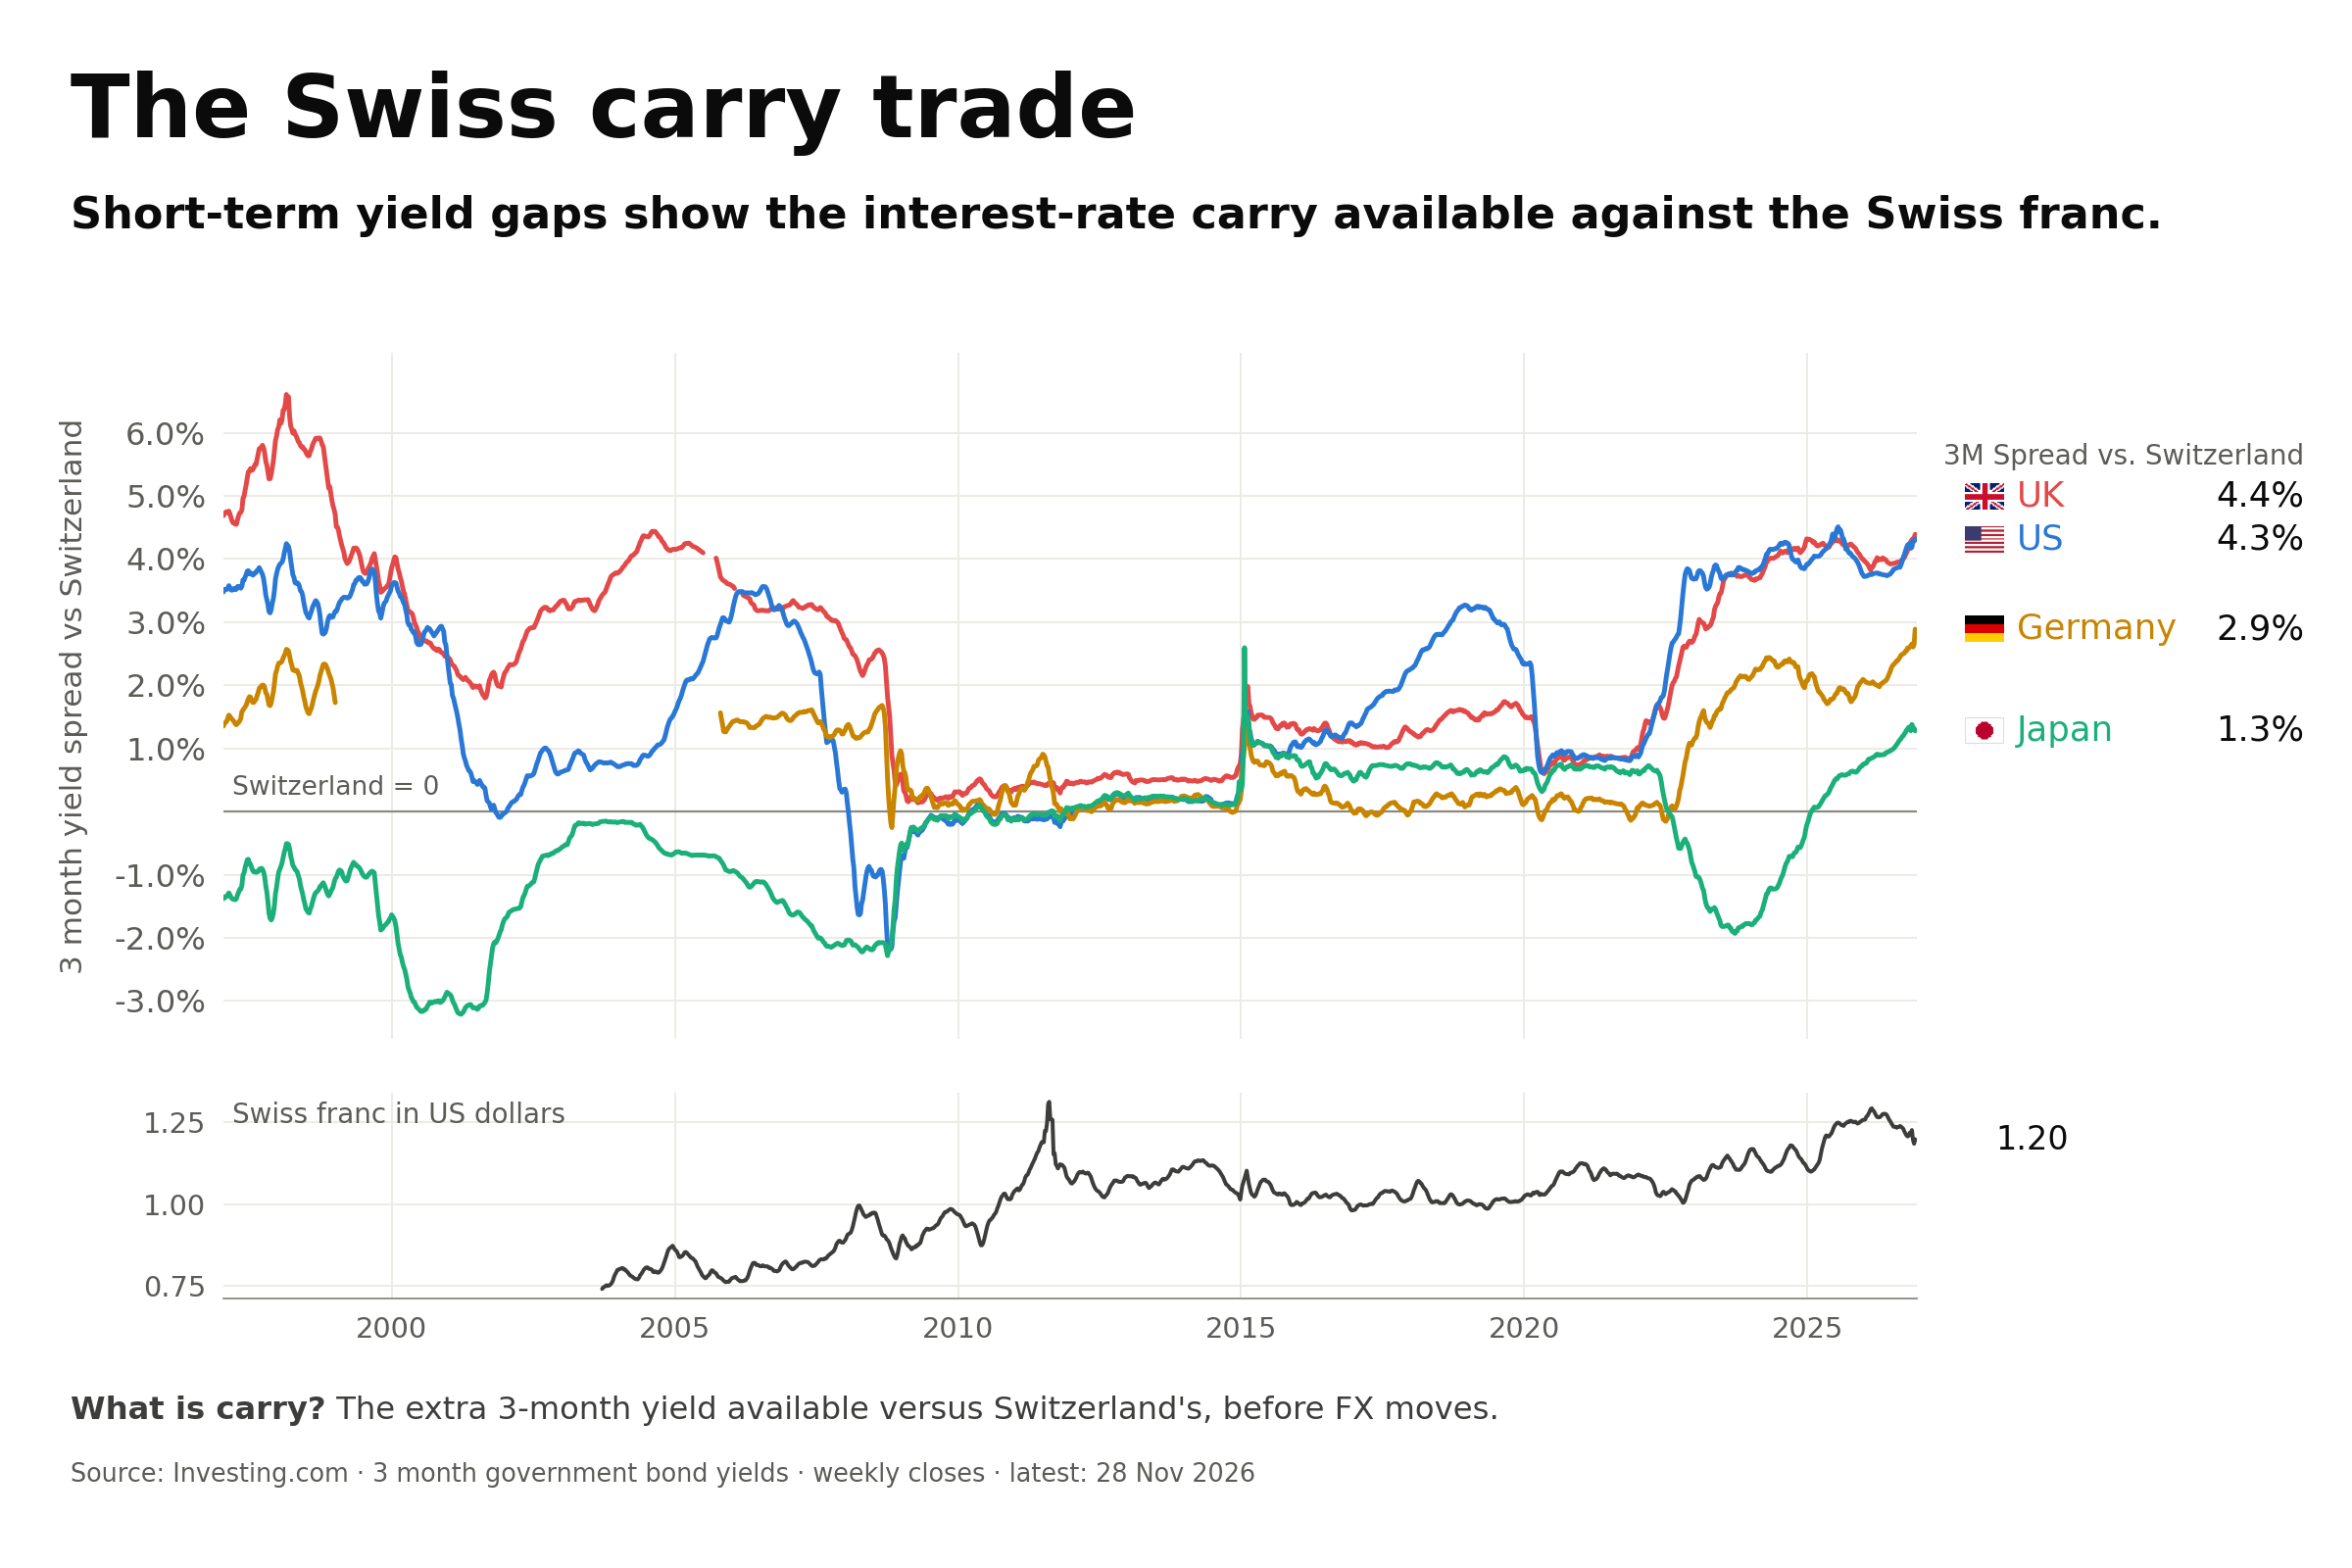 The Swiss carry trade
Short-term yield gaps show the interest-rate carry available against the Swiss franc.
3 month yield spread vs Switzerland
6.0%
5.0%
4.0%
3.0%
2.0%
1.0%
-1.0%
-2.0%
-3.0%
Switzerland = 0
3M Spread vs. Switzerland
UK 4.4%
US 4.3%
Germany 2.9%
Japan 1.3%
Swiss franc in US dollars
1.25
1.00
0.75
1.20
2000 2005 2010 2015 2020 2025
What is carry? The extra 3-month yield available versus Switzerland's, before FX moves.
Source: Investing.com · 3 month government bond yields · weekly closes · latest: 28 Nov 2026